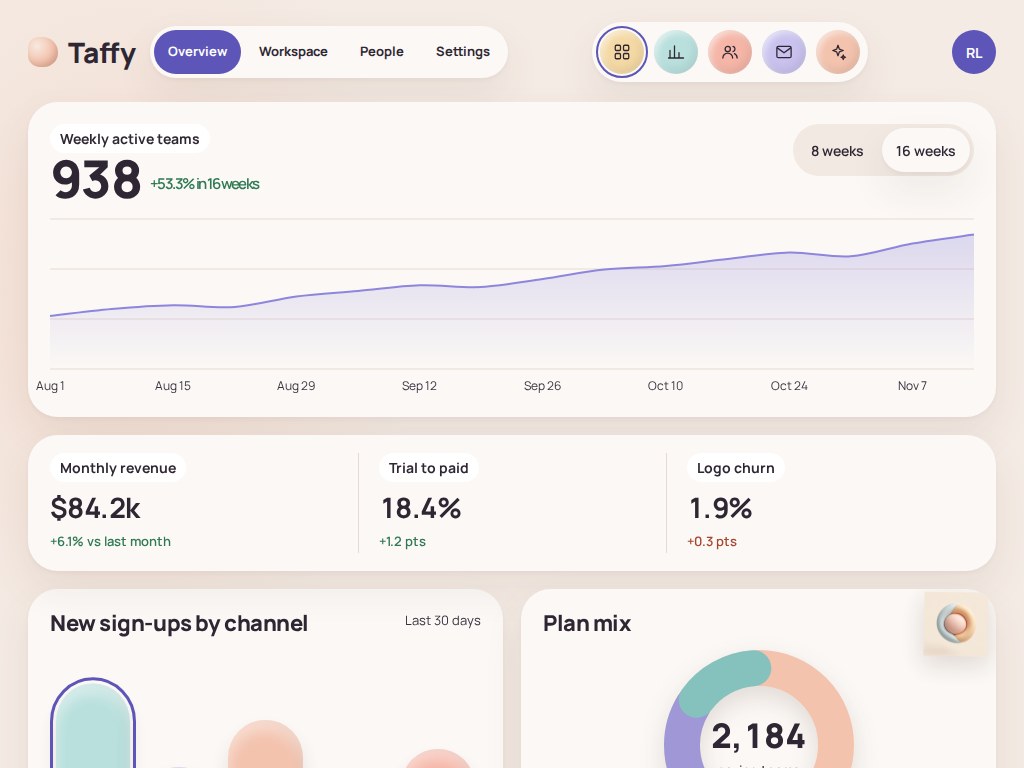 Taffy
Overview
Workspace
People
Settings
RL
Weekly active teams
938 +53.3% in 16 weeks
8 weeks
16 weeks
Aug 1
Aug 15
Aug 29
Sep 12
Sep 26
Oct 10
Oct 24
Nov 7
Monthly revenue
$84.2k
+6.1% vs last month
Trial to paid
18.4%
+1.2 pts
Logo churn
1.9%
+0.3 pts
New sign-ups by channel
Last 30 days
Plan mix
2,184